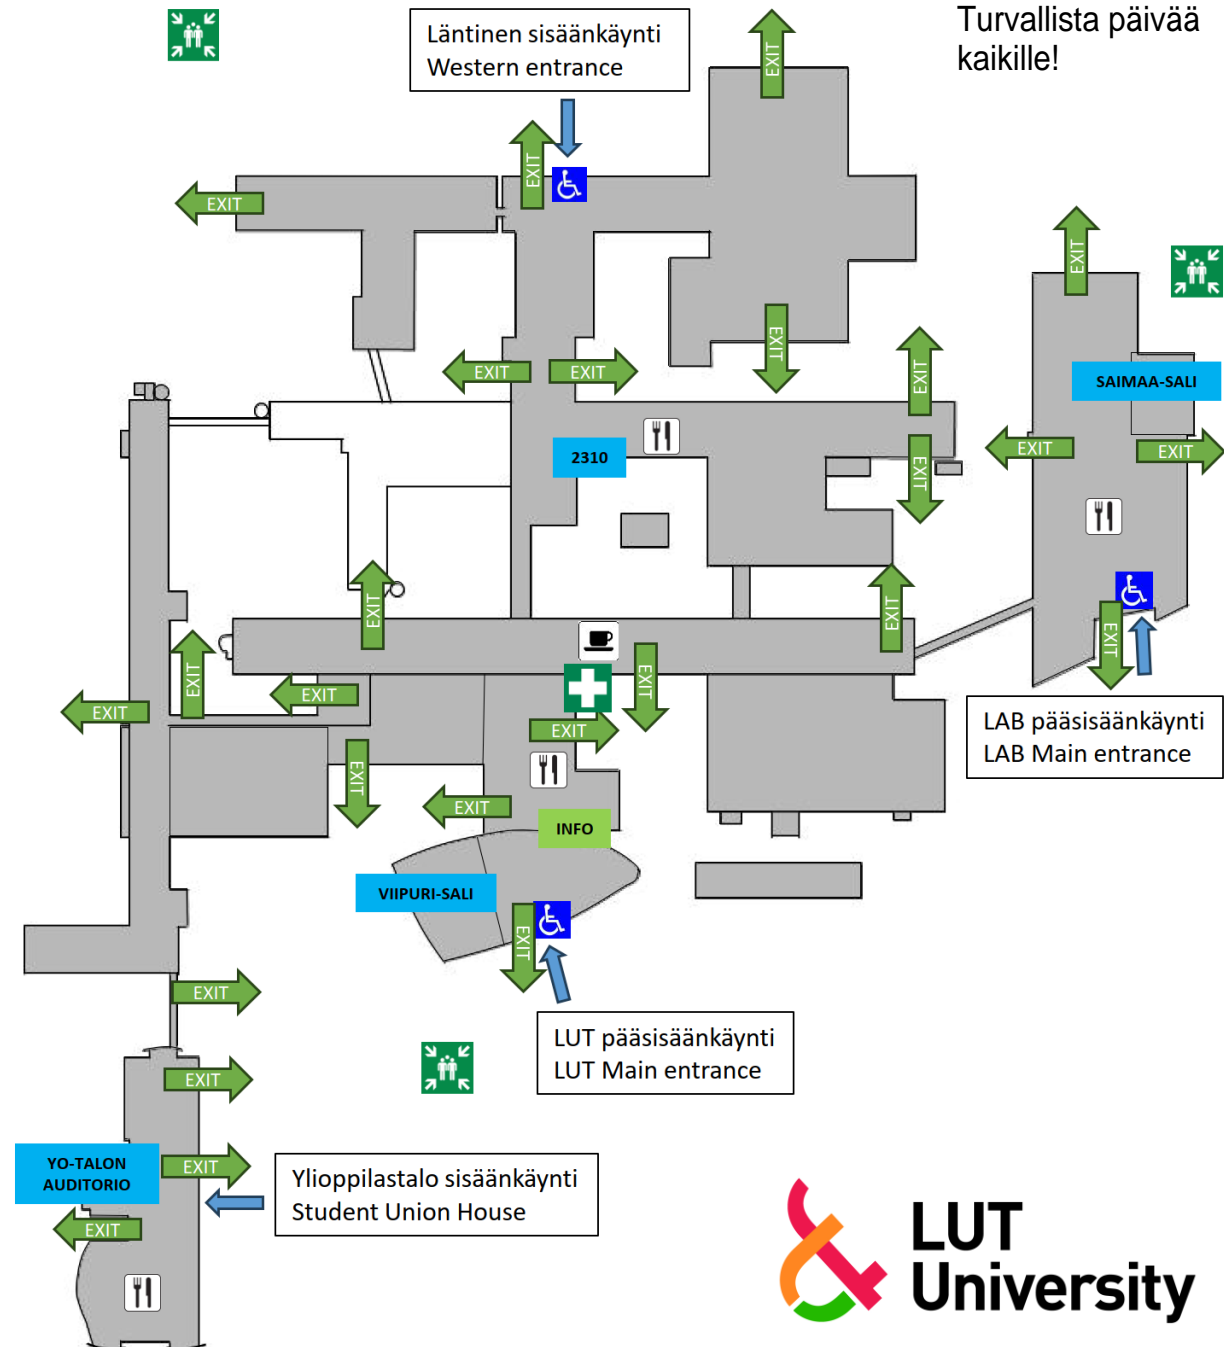 Turvallista päivää
kaikille!
Läntinen sisäänkäynti
Western entrance
EXIT
EXIT
EXIT
EXIT
EXIT
EXIT
EXIT
EXIT
SAIMAA-SALI
EXIT
EXIT
2310
EXIT
EXIT
EXIT
EXIT
EXIT
EXIT
EXIT
EXIT
EXIT
LAB pääsisäänkäynti
LAB Main entrance
EXIT
EXIT
EXIT
INFO
VIIPURI-SALI
EXIT
EXIT
LUT pääsisäänkäynti
LUT Main entrance
EXIT
YO-TALON
AUDITORIO
EXIT
Ylioppilastalo sisäänkäynti
Student Union House
EXIT
LUT
University